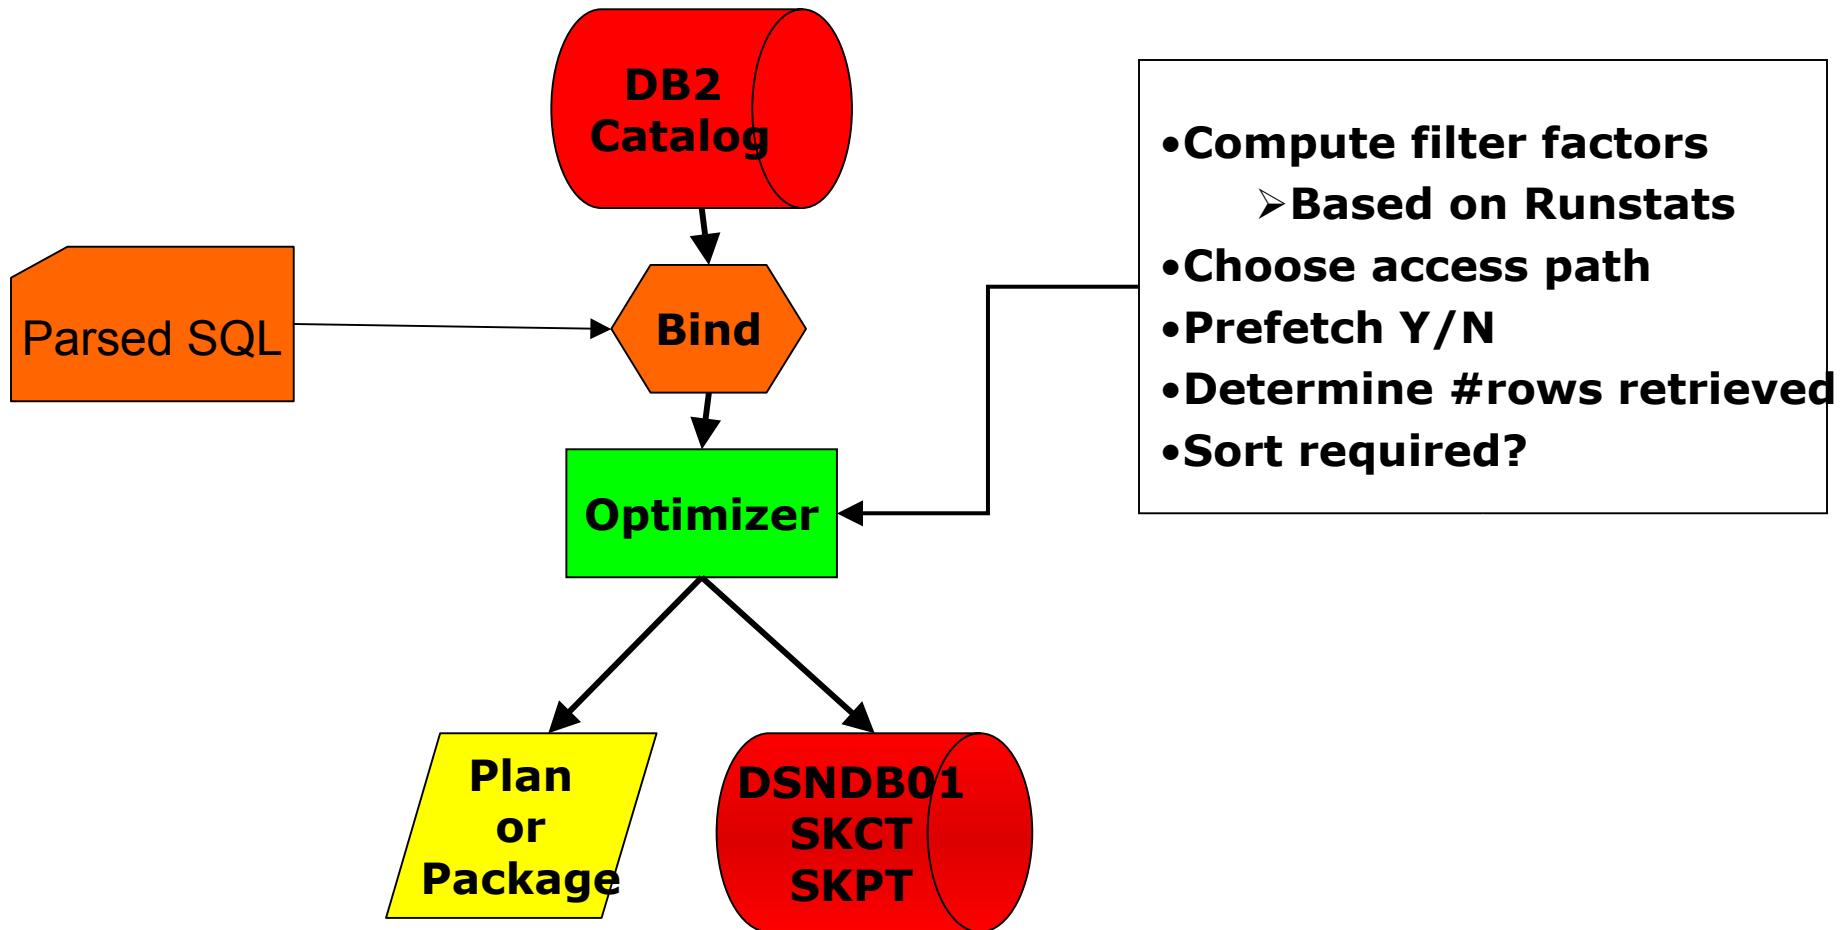 DB2
Catalog
•Compute filter factors
➢Based on Runstats
•Choose access path
•Prefetch Y/N
•Determine #rows retrieved
•Sort required?
Parsed SQL
Bind
Optimizer
Plan
or
Package
DSNDB01
SKCT
SKPT